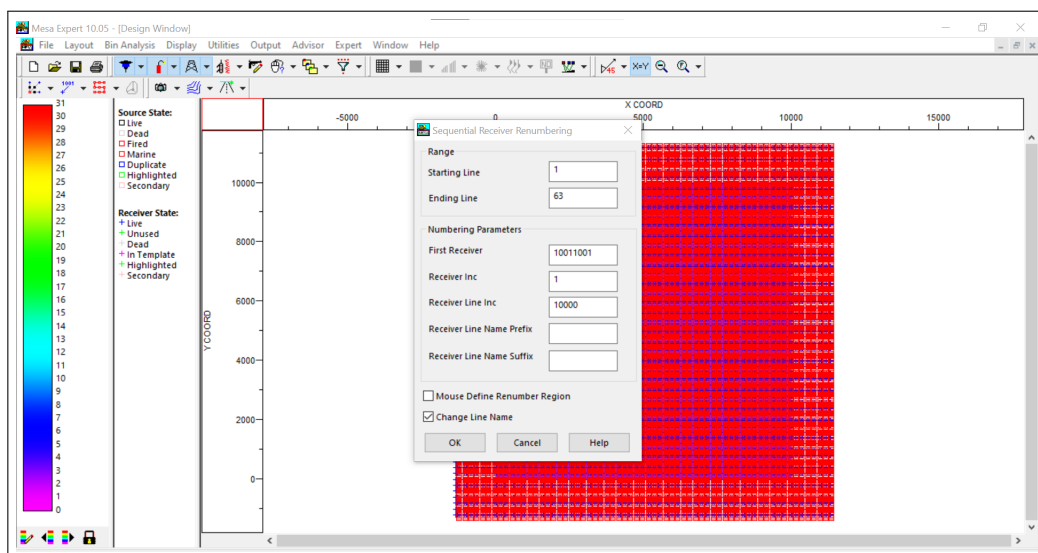 Mesa Expert 10.05 - [Design Window]
File Layout Bin Analysis Display Utilities Output Advisor Expert Window Help
45 X=Y
1001
31
30
29
28
27
26
25
24
23
22
21
20
19
18
17
16
15
14
13
12
11
10
9
8
7
6
5
4
3
2
1
0
Source State:
Live
Dead
Fired
Marine
Duplicate
Highlighted
Secondary
Receiver State:
Live
Unused
Dead
In Template
Highlighted
Secondary
X COORD
-5000 0 5000 10000 15000
Y COORD
10000
8000
6000
4000
2000
0
Sequential Receiver Renumbering
Range
Starting Line 1
Ending Line 63
Numbering Parameters
First Receiver 10011001
Receiver Inc 1
Receiver Line Inc 10000
Receiver Line Name Prefix
Receiver Line Name Suffix
Mouse Define Renumber Region
Change Line Name
OK Cancel Help